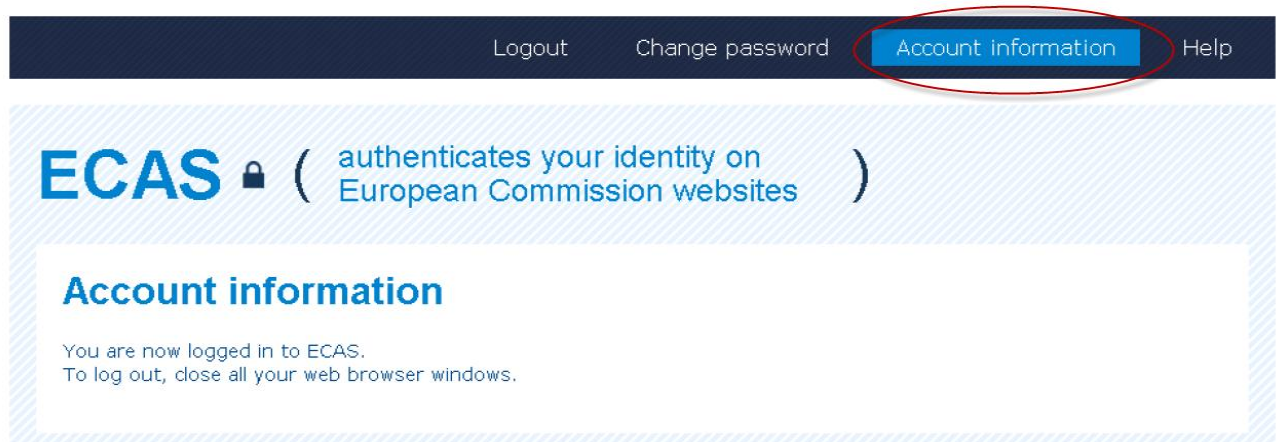 Logout Change password Account information Help
ECAS ( authenticates your identity on
European Commission websites )
Account information
You are now logged in to ECAS.
To log out, close all your web browser windows.